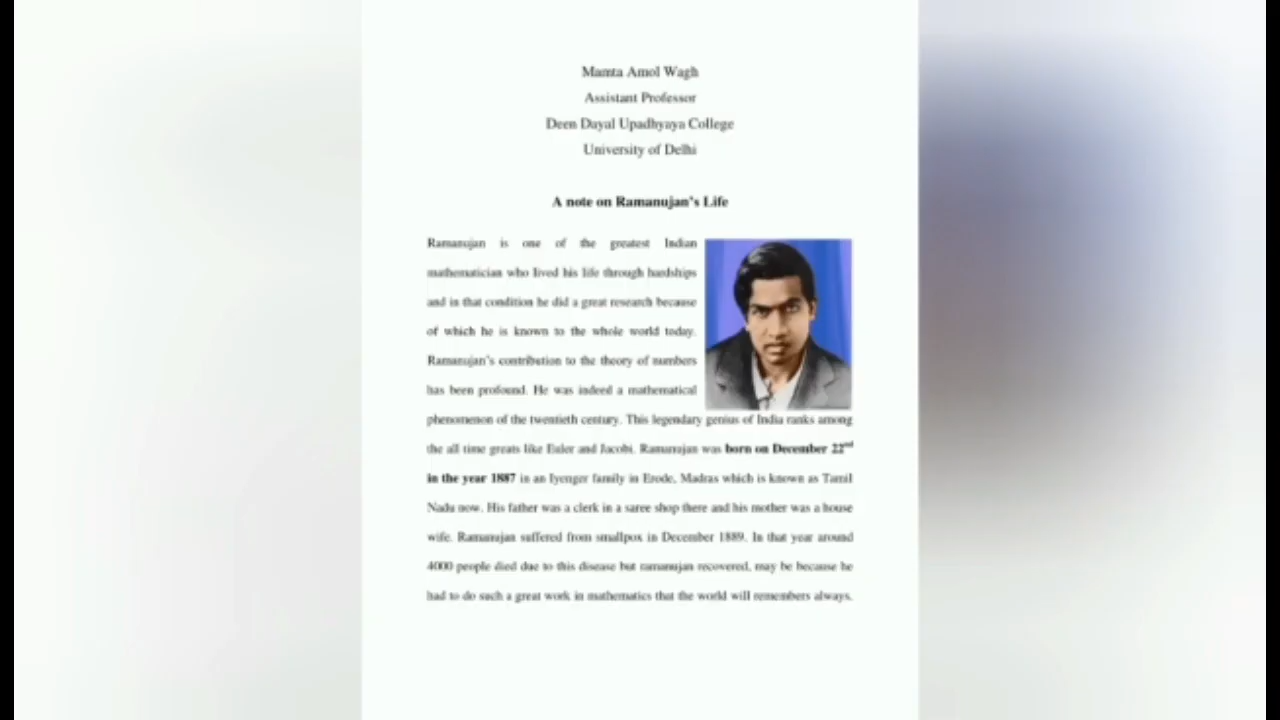 Mamta Amol Wagh
Assistant Professor
Deen Dayal Upadhyaya College
University of Delhi
A note on Ramanujan's Life
Ramanujan is one of the greatest Indian
mathematician who lived his life through hardships
and in that condition he did a great research because
of which he is known to the whole world today.
Ramanujan's contribution to the theory of numbers
has been profound. He was indeed a mathematical
phenomenon of the twentieth century. This legendary genius of India ranks among
the all time greats like Euler and Jacobi. Ramanujan was born on December 22nd
in the year 1887 in an Iyenger family in Erode, Madras which is known as Tamil
Nadu now. His father was a clerk in a saree shop there and his mother was a house
wife. Ramanujan suffered from smallpox in December 1889. In that year around
4000 people died due to this disease but ramanujan recovered, may be because he
had to do such a great work in mathematics that the world will remembers always.